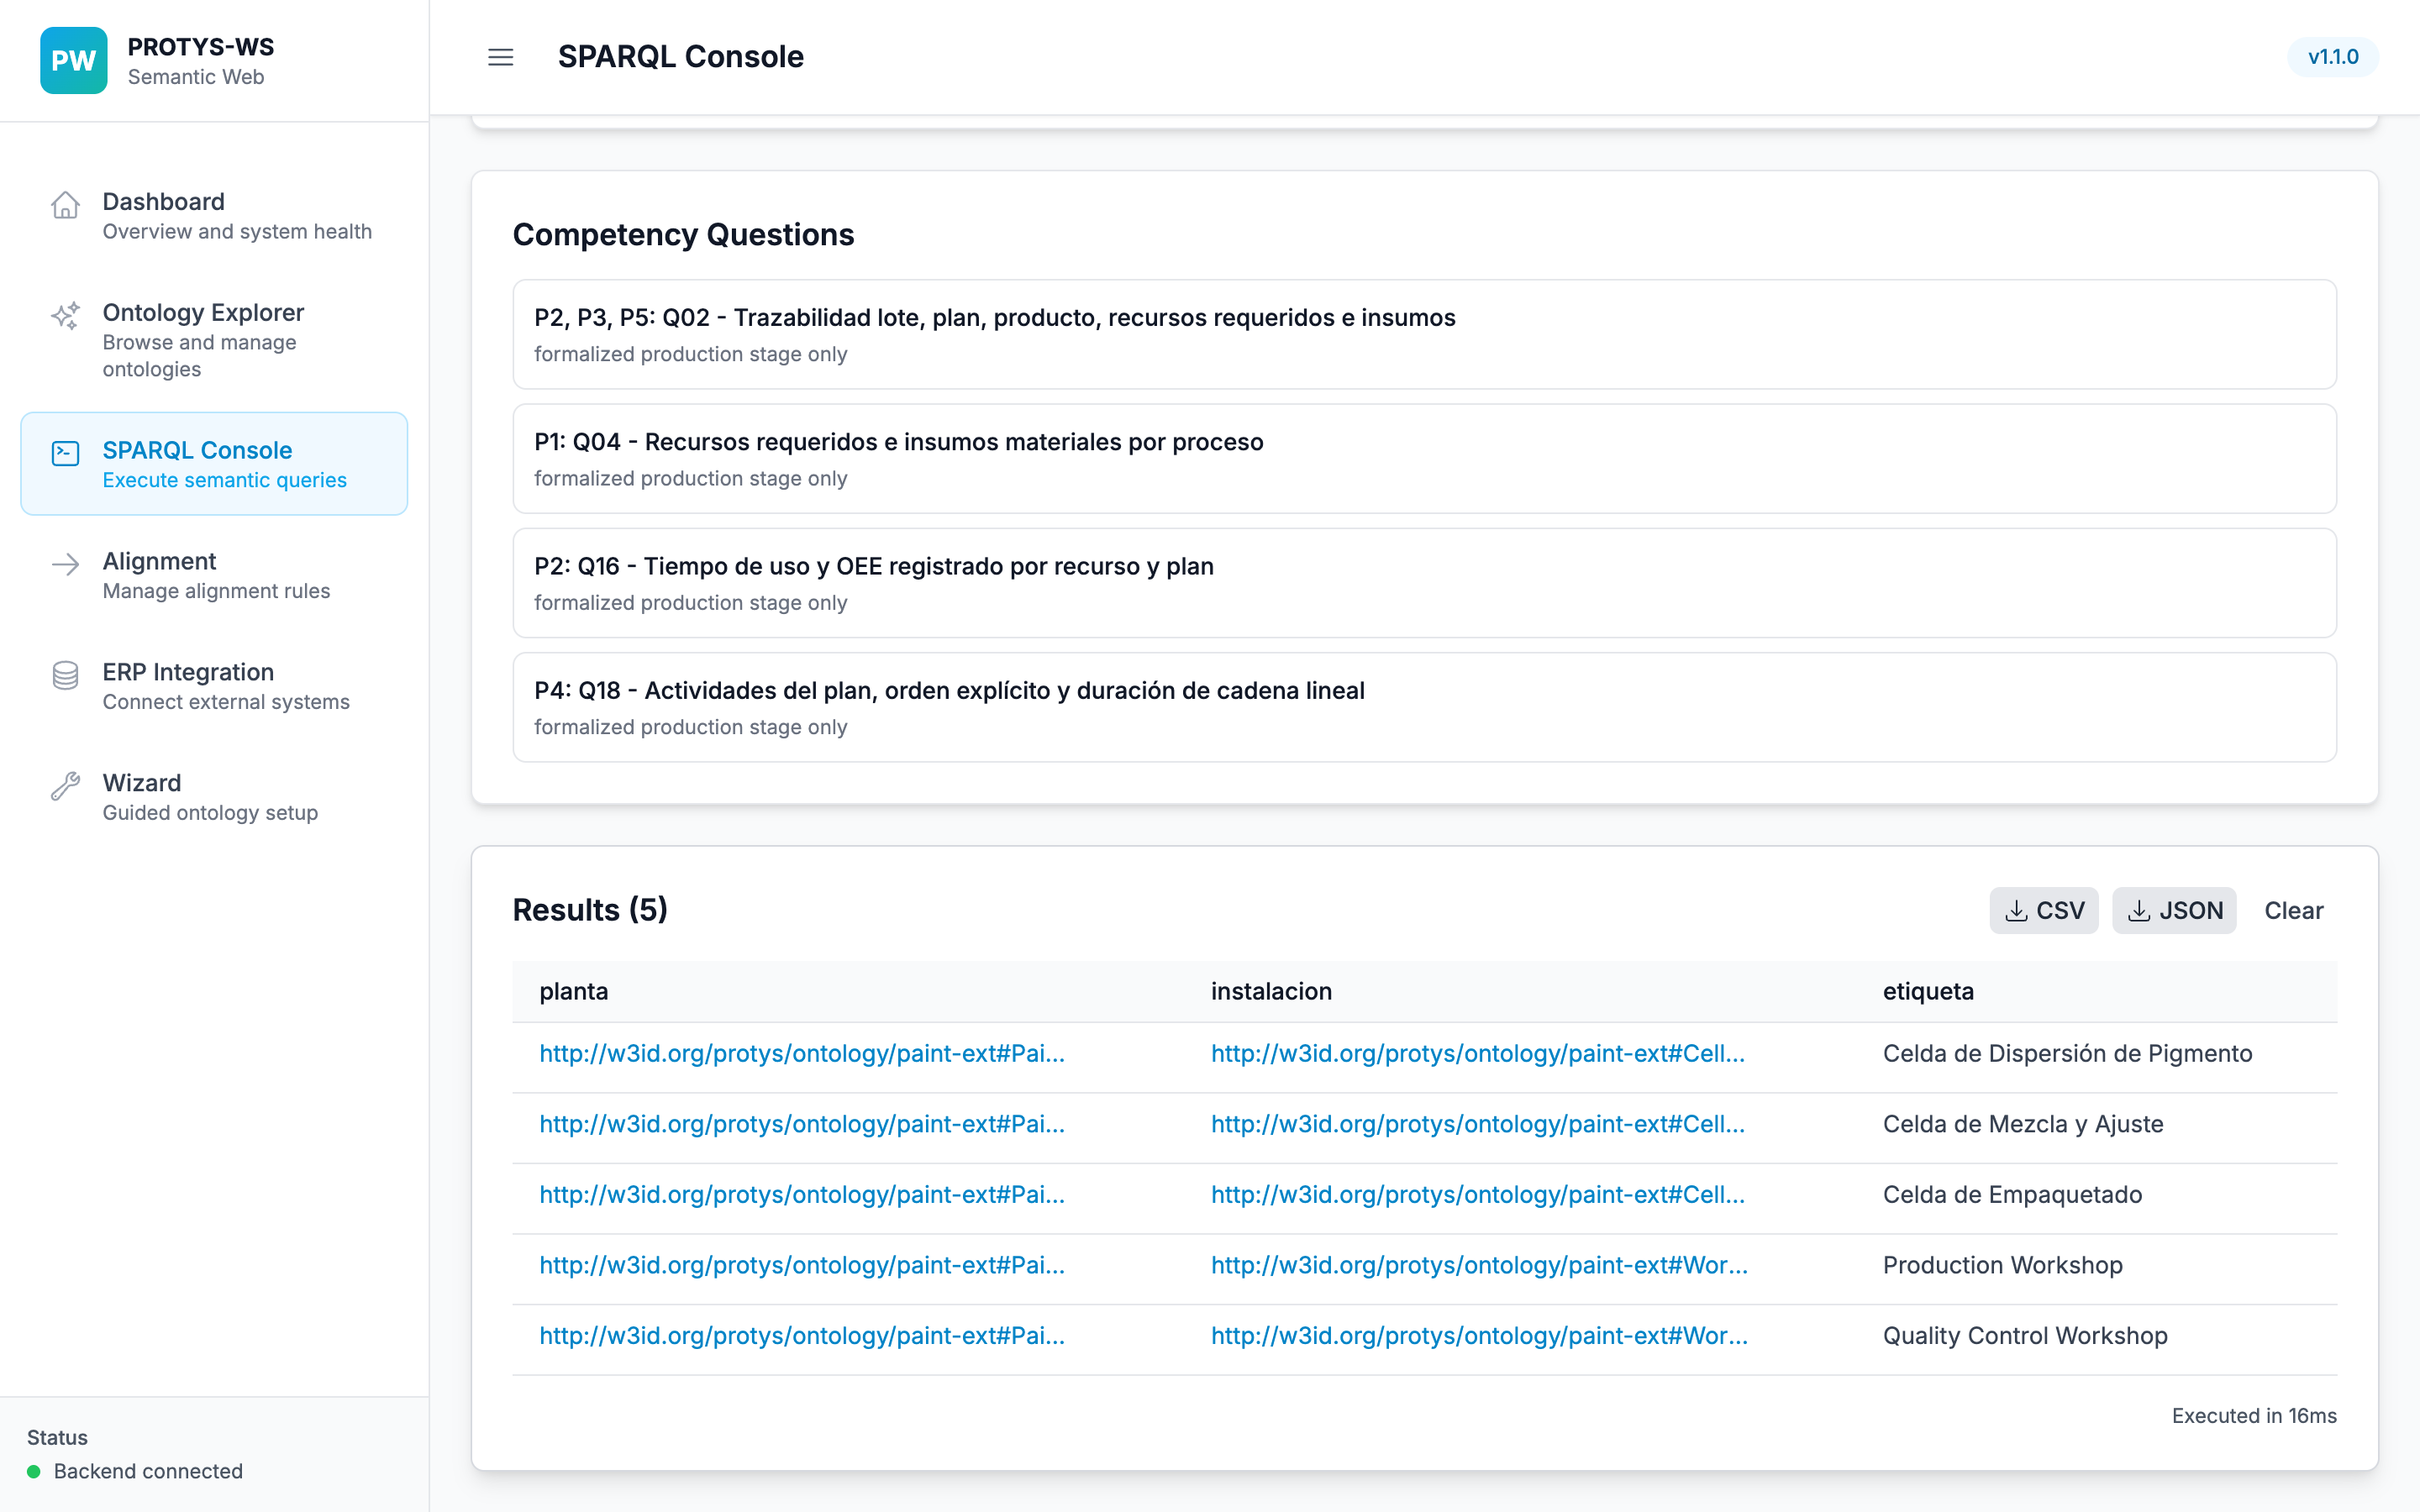 PW
PROTYS-WS
Semantic Web
Dashboard
Overview and system health
Ontology Explorer
Browse and manage
ontologies
SPARQL Console
Execute semantic queries
Alignment
Manage alignment rules
ERP Integration
Connect external systems
Wizard
Guided ontology setup
Status
Backend connected
SPARQL Console
v1.1.0
Competency Questions
P2, P3, P5: Q02 - Trazabilidad lote, plan, producto, recursos requeridos e insumos
formalized production stage only
P1: Q04 - Recursos requeridos e insumos materiales por proceso
formalized production stage only
P2: Q16 - Tiempo de uso y OEE registrado por recurso y plan
formalized production stage only
P4: Q18 - Actividades del plan, orden explícito y duración de cadena lineal
formalized production stage only
Results (5)
CSV JSON Clear
planta instalacion etiqueta
http://w3id.org/protys/ontology/paint-ext#Pai... http://w3id.org/protys/ontology/paint-ext#Cell... Celda de Dispersión de Pigmento
http://w3id.org/protys/ontology/paint-ext#Pai... http://w3id.org/protys/ontology/paint-ext#Cell... Celda de Mezcla y Ajuste
http://w3id.org/protys/ontology/paint-ext#Pai... http://w3id.org/protys/ontology/paint-ext#Cell... Celda de Empaquetado
http://w3id.org/protys/ontology/paint-ext#Pai... http://w3id.org/protys/ontology/paint-ext#Wor... Production Workshop
http://w3id.org/protys/ontology/paint-ext#Pai... http://w3id.org/protys/ontology/paint-ext#Wor... Quality Control Workshop
Executed in 16ms